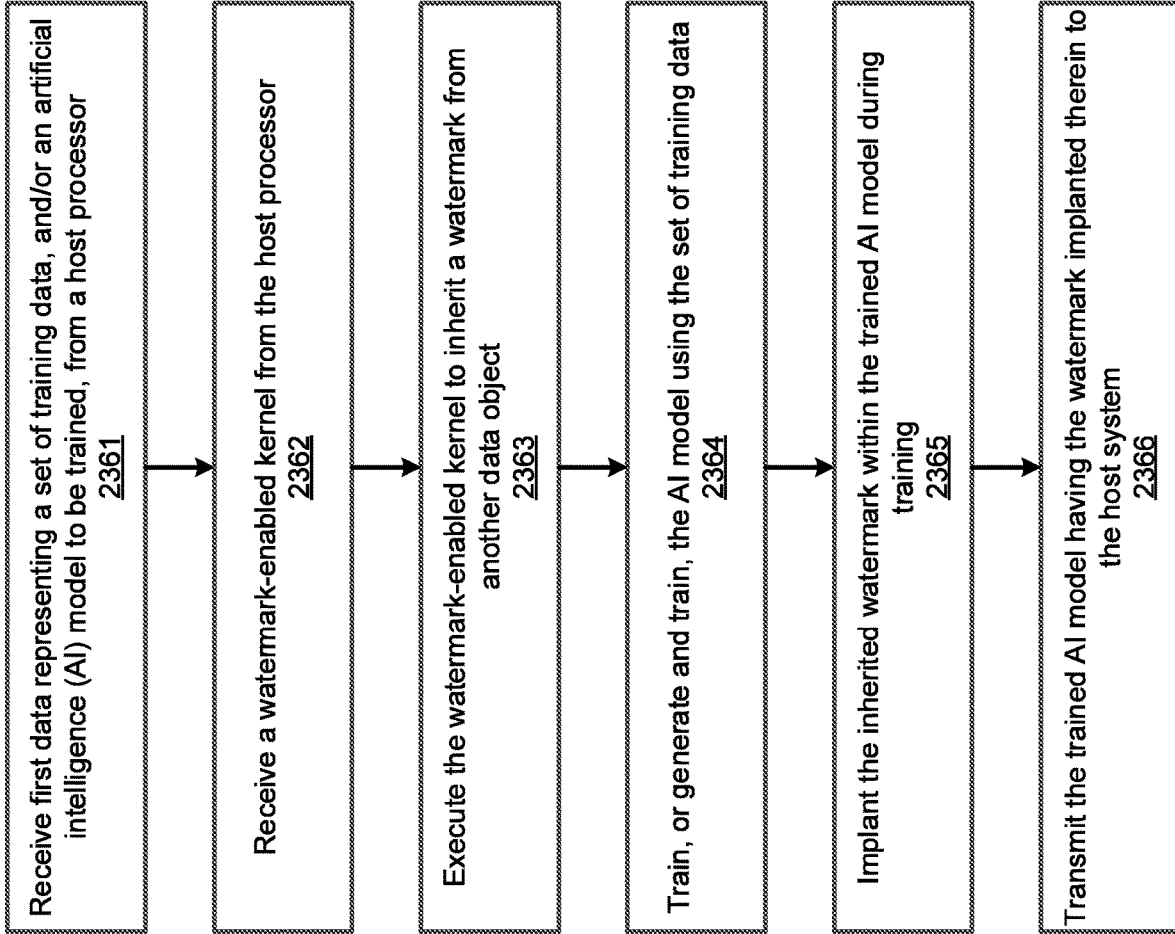 Receive first data representing a set of training data, and/or an artificial
intelligence (AI) model to be trained, from a host processor
2361
Receive a watermark-enabled kernel from the host processor
2362
Execute the watermark-enabled kernel to inherit a watermark from
another data object
2363
Train, or generate and train, the AI model using the set of training data
2364
Implant the inherited watermark within the trained AI model during
training
2365
Transmit the trained AI model having the watermark implanted therein to
the host system
2366